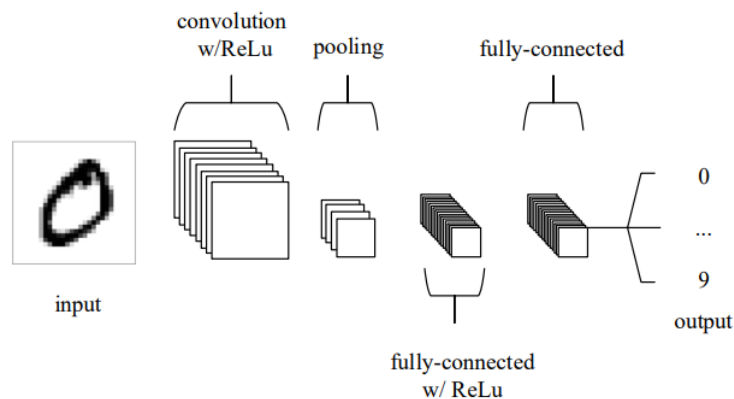 convolution
w/ReLu
pooling
fully-connected
input
fully-connected
w/ ReLu
0
...
9
output